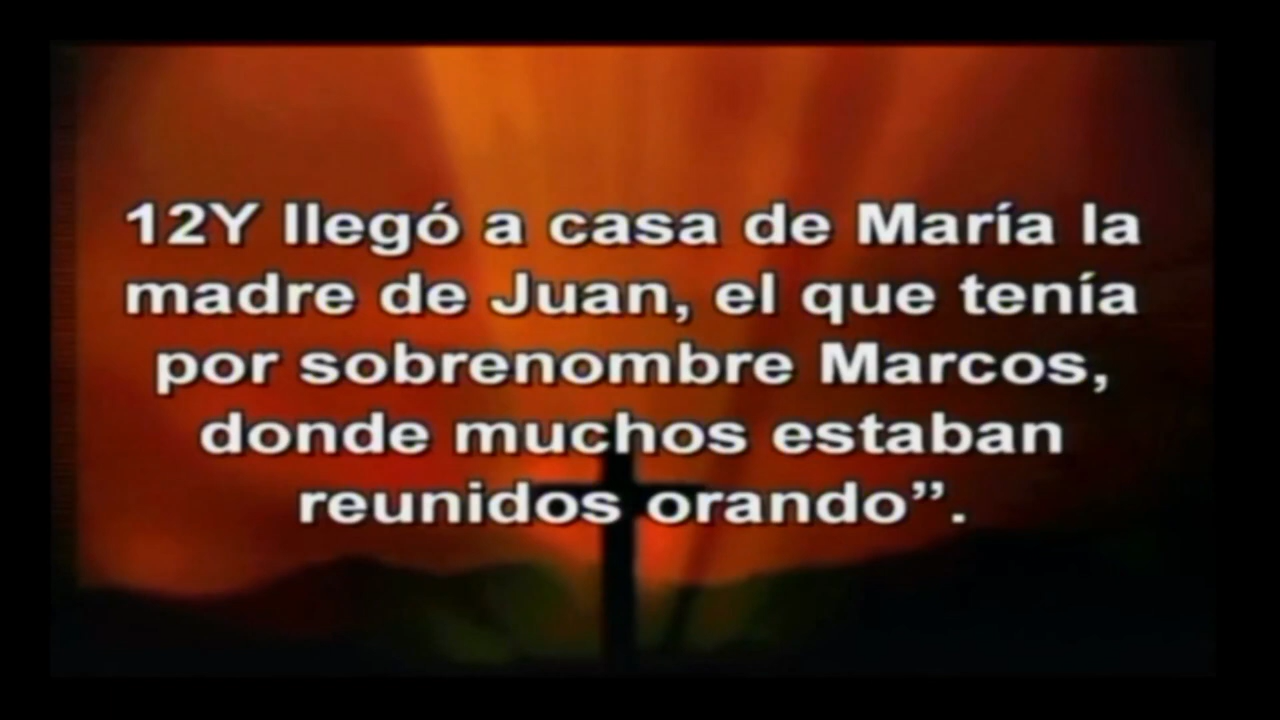 12Y llegó a casa de María la
madre de Juan, el que tenía
por sobrenombre Marcos,
donde muchos estaban
reunidos orando”.